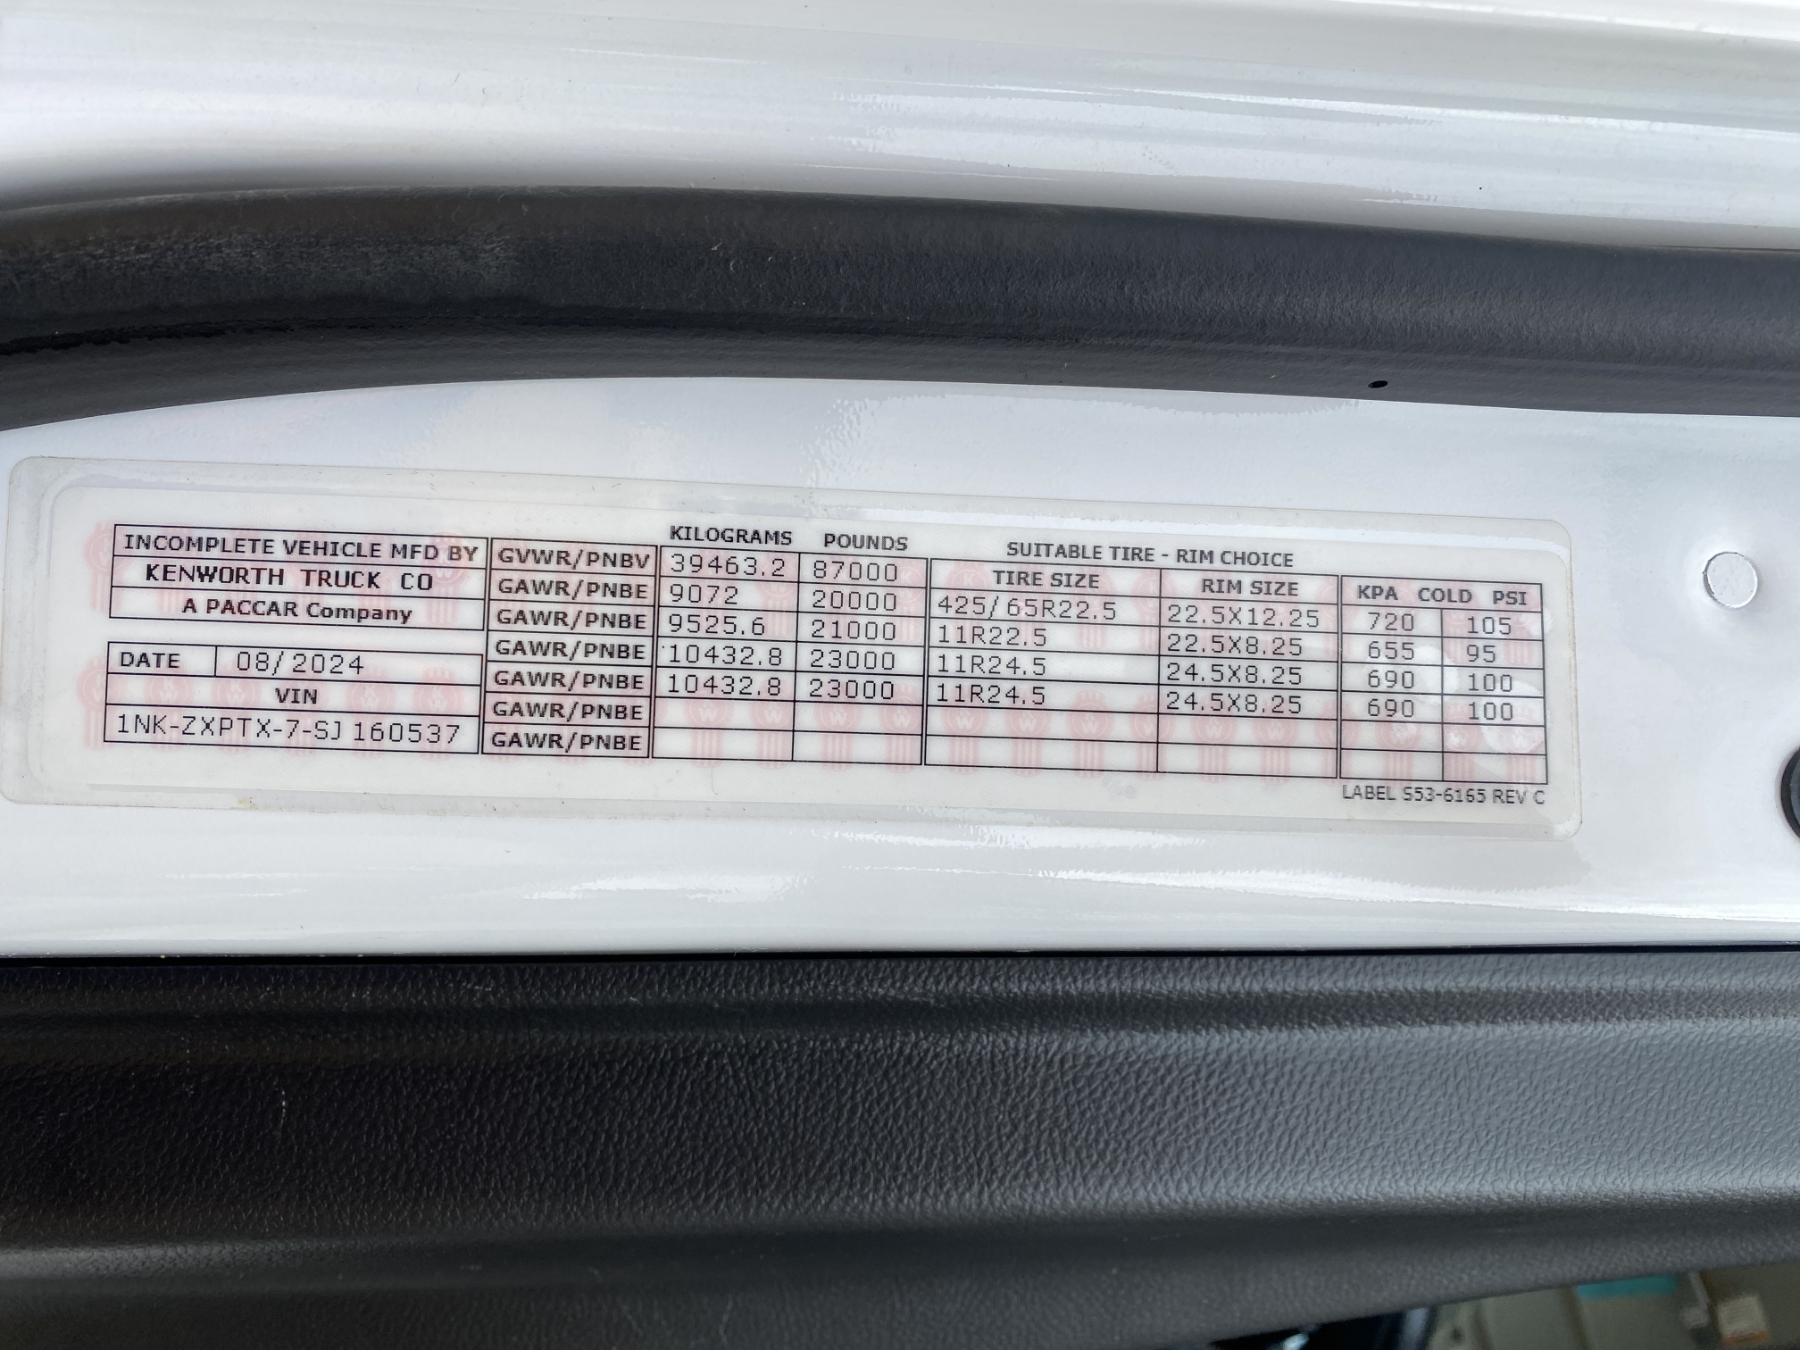 KILOGRAMS POUNDS SUITABLE TIRE - RIM CHOICE
INCOMPLETE VEHICLE MFD BY
KENWORTH TRUCK CO
A PACCAR Company
DATE 08/2024
VIN
1NK-ZXPTX-7-SJ160537
GVWR/PNBV 39463.2 87000 TIRE SIZE RIM SIZE KPA COLD PSI
GAWR/PNBE 9072 20000 425/65R22.5 22.5X12.25 720 105
GAWR/PNBE 9525.6 21000 11R22.5 22.5X8.25 655 95
GAWR/PNBE 10432.8 23000 11R24.5 24.5X8.25 690 100
GAWR/PNBE 10432.8 23000 11R24.5 24.5X8.25 690 100
GAWR/PNBE
GAWR/PNBE
LABEL S53-6165 REV C